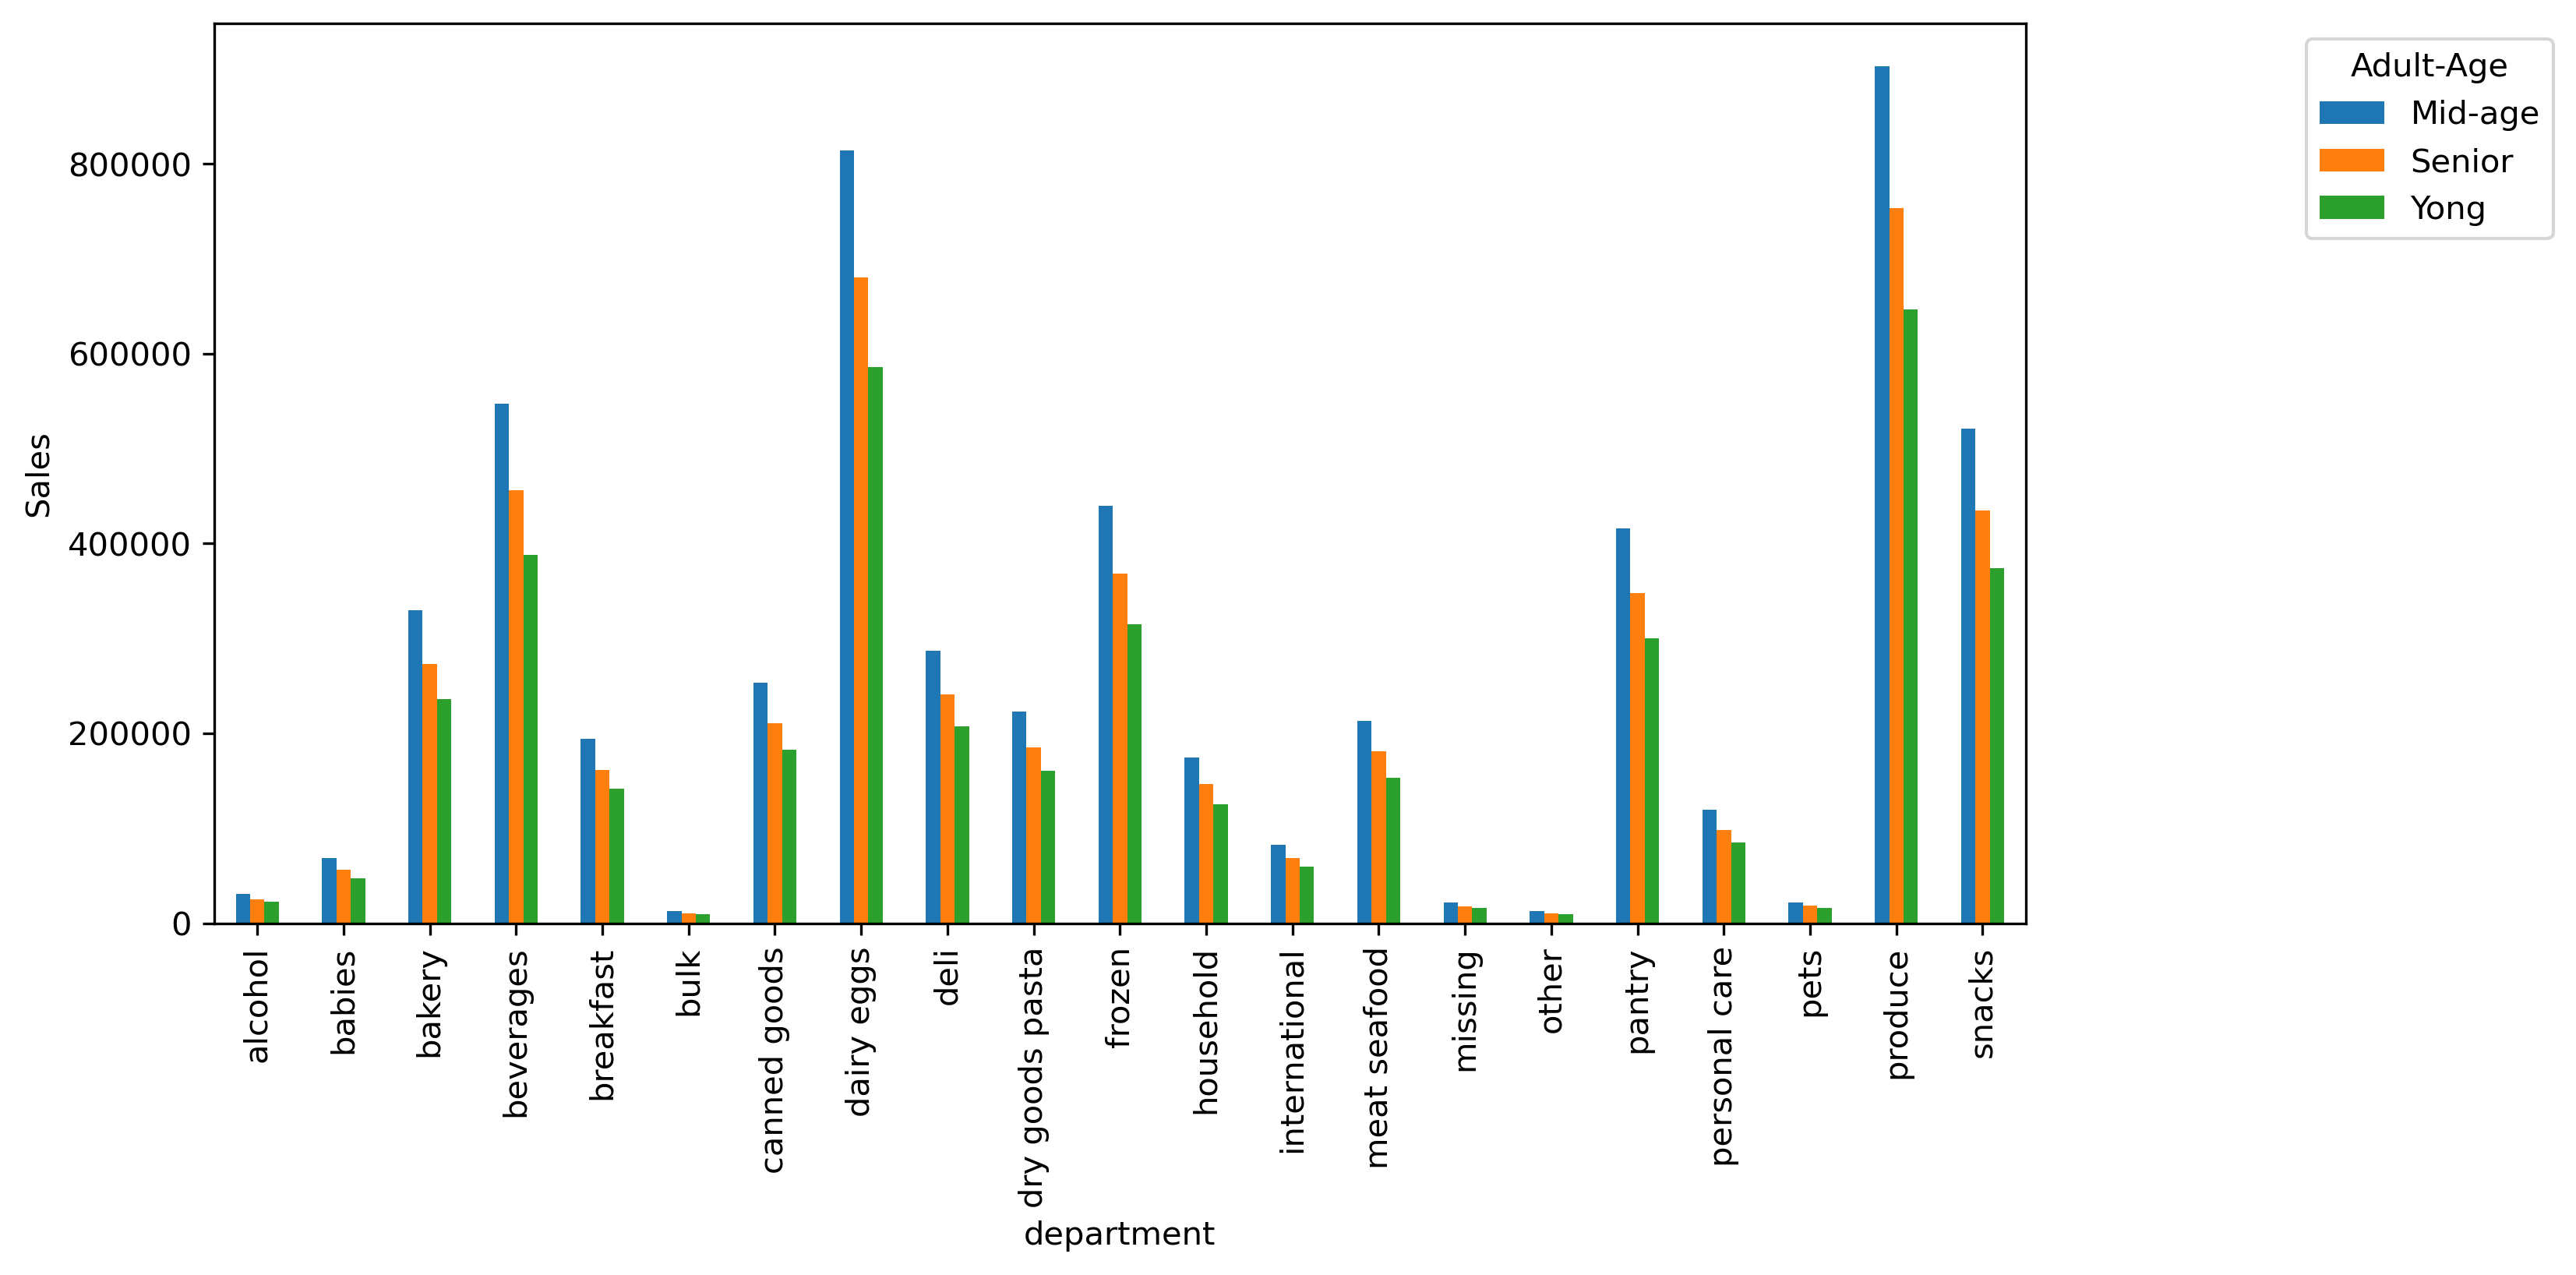 Adult-Age
Mid-age
Senior
Yong
Sales
800000
600000
400000
200000
0
alcohol
babies
bakery
beverages
breakfast
bulk
canned goods
dairy eggs
deli
dry goods pasta
frozen
household
international
meat seafood
missing
other
pantry
personal care
pets
produce
snacks
department